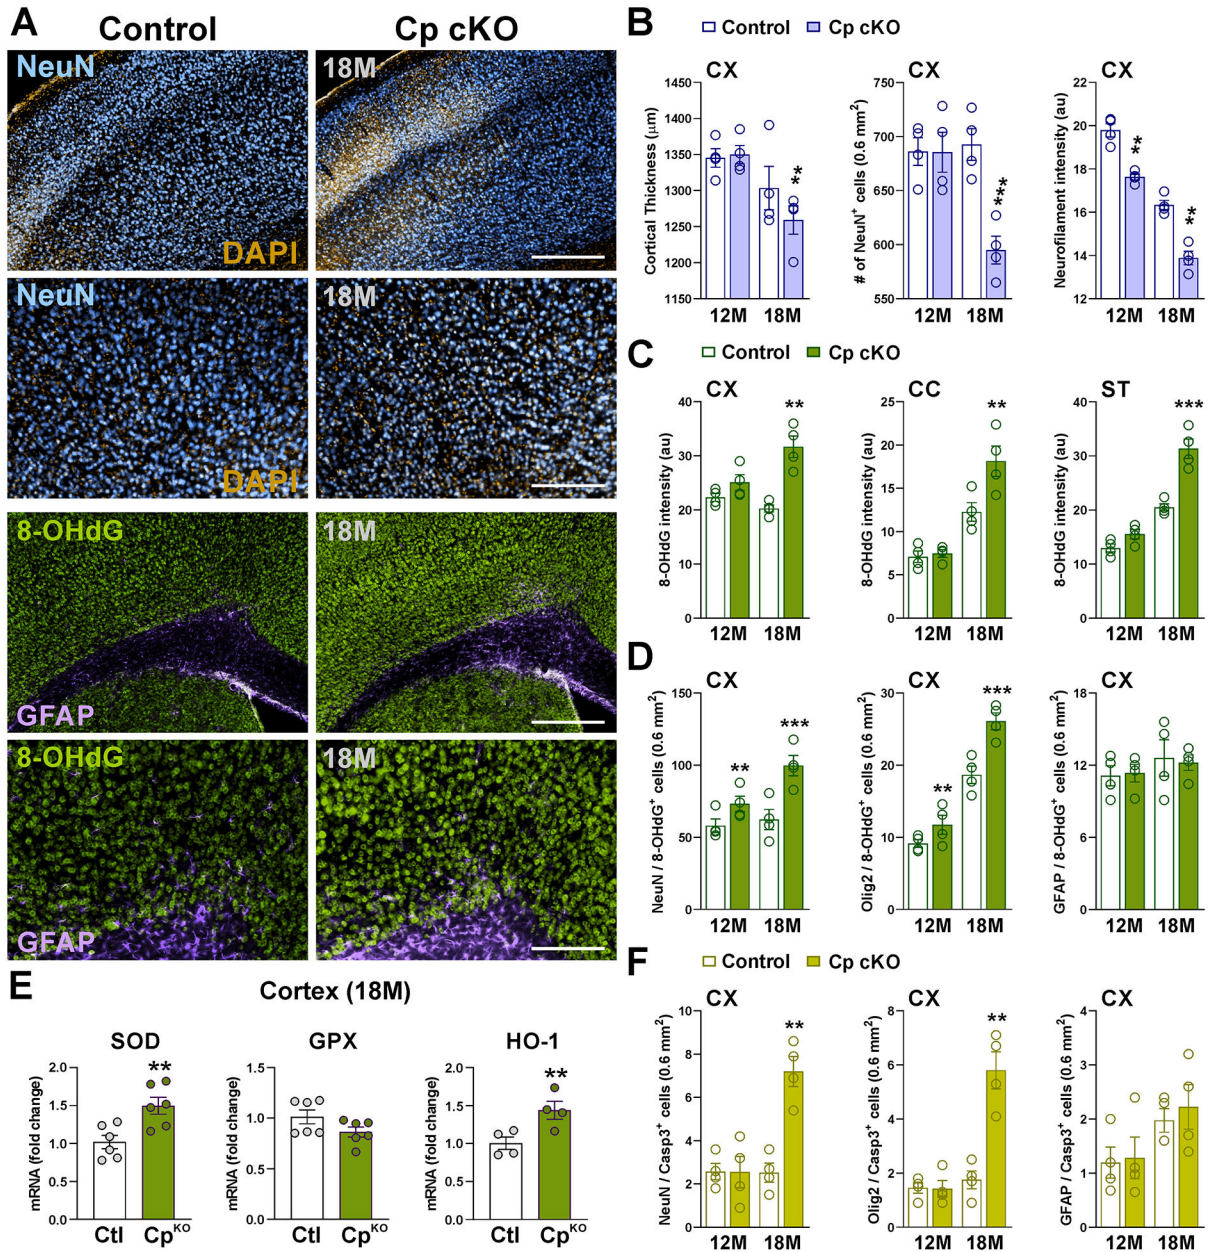 A
Control
Cp cKO
NeuN
DAPI
18M
NeuN
DAPI
18M
8-OHdG
GFAP
18M
8-OHdG
GFAP
18M
B
Control
Cp cKO
CX
Cortical Thickness (μm)
1450
1400
1350
1300
1250
1200
1150
**
12M
18M
CX
# of NeuN⁺ cells (0.6 mm²)
750
700
650
600
550
***
12M
18M
CX
Neurofilament intensity (au)
22
20
18
16
14
12
**
**
12M
18M
C
Control
Cp cKO
CX
8-OHdG intensity (au)
40
30
20
10
0
**
12M
18M
CC
8-OHdG intensity (au)
25
20
15
10
5
0
**
12M
18M
ST
8-OHdG intensity (au)
40
30
20
10
0
***
12M
18M
D
CX
NeuN / 8-OHdG⁺ cells (0.6 mm²)
150
100
50
0
**
***
12M
18M
CX
Olig2 / 8-OHdG⁺ cells (0.6 mm²)
30
20
10
0
**
***
12M
18M
CX
GFAP / 8-OHdG⁺ cells (0.6 mm²)
18
12
6
0
12M
18M
E
Cortex (18M)
SOD
mRNA (fold change)
2.0
1.5
1.0
0.5
0.0
**
Ctl
Cp^KO
GPX
mRNA (fold change)
1.5
1.0
0.5
0.0
Ctl
Cp^KO
HO-1
mRNA (fold change)
2.0
1.5
1.0
0.5
0.0
**
Ctl
Cp^KO
F
Control
Cp cKO
CX
NeuN / Casp3⁺ cells (0.6 mm²)
10
8
6
4
2
0
**
12M
18M
CX
Olig2 / Casp3⁺ cells (0.6 mm²)
8
6
4
2
0
**
12M
18M
CX
GFAP / Casp3⁺ cells (0.6 mm²)
4
3
2
1
0
12M
18M